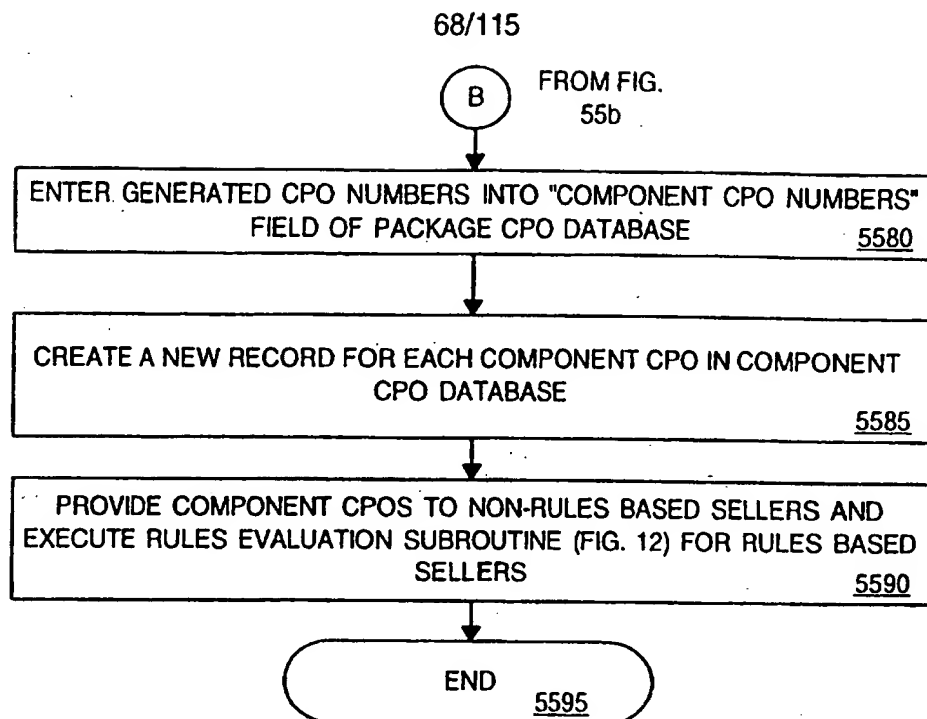 68/115
B
FROM FIG.
55b
ENTER GENERATED CPO NUMBERS INTO "COMPONENT CPO NUMBERS"
FIELD OF PACKAGE CPO DATABASE
5580
CREATE A NEW RECORD FOR EACH COMPONENT CPO IN COMPONENT
CPO DATABASE
5585
PROVIDE COMPONENT CPOS TO NON-RULES BASED SELLERS AND
EXECUTE RULES EVALUATION SUBROUTINE (FIG. 12) FOR RULES BASED
SELLERS
5590
END
5595